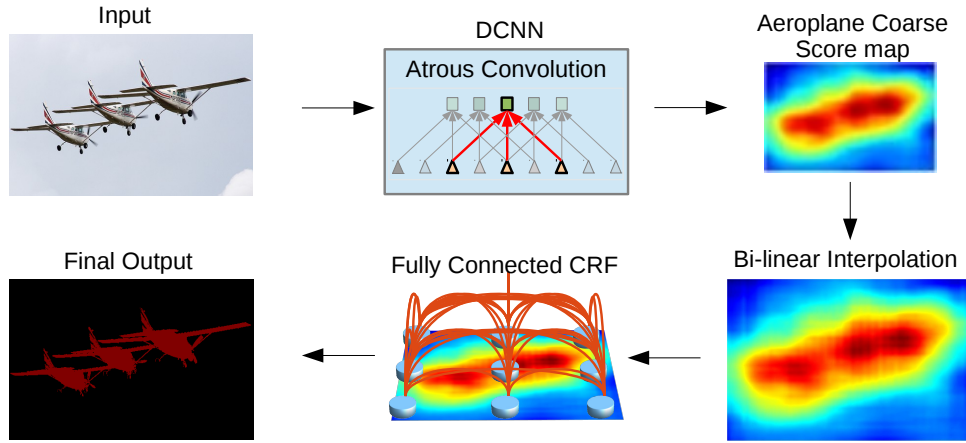 Input
DCNN
Atrous Convolution
Aeroplane Coarse
Score map
Final Output
Fully Connected CRF
Bi-linear Interpolation